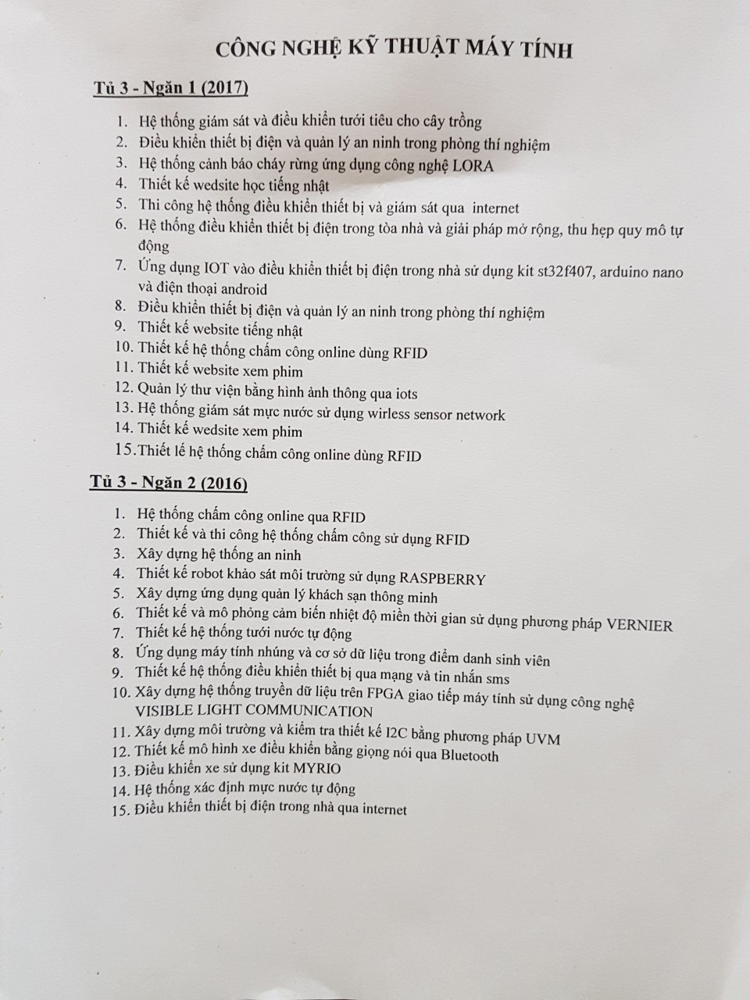 CÔNG NGHỆ KỸ THUẬT MÁY TÍNH
Tủ 3 - Ngăn 1 (2017)
1. Hệ thống giám sát và điều khiển tưới tiêu cho cây trồng
2. Điều khiển thiết bị điện và quản lý an ninh trong phòng thí nghiệm
3. Hệ thống cảnh báo cháy rừng ứng dụng công nghệ LORA
4. Thiết kế wedsite học tiếng nhật
5. Thi công hệ thống điều khiển thiết bị và giám sát qua internet
6. Hệ thống điều khiển thiết bị điện trong tòa nhà và giải pháp mở rộng, thu hẹp quy mô tự
động
7. Ứng dụng IOT vào điều khiển thiết bị điện trong nhà sử dụng kit st32f407, arduino nano
và điện thoại android
8. Điều khiển thiết bị điện và quản lý an ninh trong phòng thí nghiệm
9. Thiết kế website tiếng nhật
10. Thiết kế hệ thống chấm công online dùng RFID
11. Thiết kế website xem phim
12. Quản lý thư viện bằng hình ảnh thông qua iots
13. Hệ thống giám sát mực nước sử dụng wirless sensor network
14. Thiết kế wedsite xem phim
15. Thiết lế hệ thống chấm công online dùng RFID
Tủ 3 - Ngăn 2 (2016)
1. Hệ thống chấm công online qua RFID
2. Thiết kế và thi công hệ thống chấm công sử dụng RFID
3. Xây dựng hệ thống an ninh
4. Thiết kế robot khảo sát môi trường sử dụng RASPBERRY
5. Xây dựng ứng dụng quản lý khách sạn thông minh
6. Thiết kế và mô phỏng cảm biến nhiệt độ miền thời gian sử dụng phương pháp VERNIER
7. Thiết kế hệ thống tưới nước tự động
8. Ứng dụng máy tính nhúng và cơ sở dữ liệu trong điểm danh sinh viên
9. Thiết kế hệ thống điều khiển thiết bị qua mạng và tin nhắn sms
10. Xây dựng hệ thống truyền dữ liệu trên FPGA giao tiếp máy tính sử dụng công nghệ
VISIBLE LIGHT COMMUNICATION
11. Xây dựng môi trường và kiểm tra thiết kế I2C bằng phương pháp UVM
12. Thiết kế mô hình xe điều khiển bằng giọng nói qua Bluetooth
13. Điều khiển xe sử dụng kit MYRIO
14. Hệ thống xác định mực nước tự động
15. Điều khiển thiết bị điện trong nhà qua internet